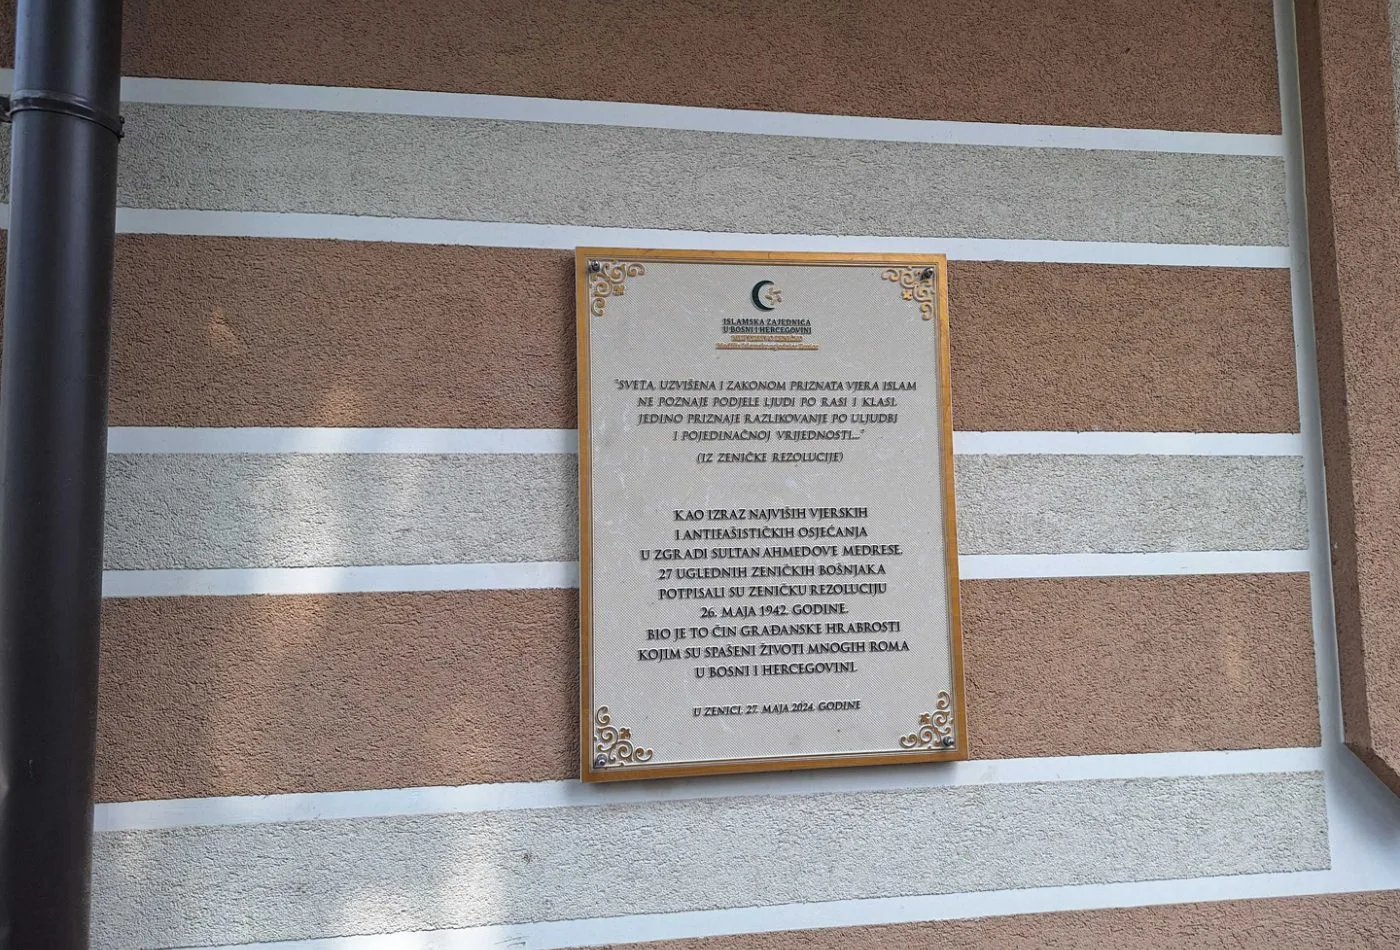 ISLAMSKA ZAJEDNICA
U BOSNI I HERCEGOVINI
"SVETA, UZVIŠENA I ZAKONOM PRIZNATA VJERA ISLAM
NE POZNAJE PODJELE LJUDI PO RASI I KLASI.
JEDINO PRIZNAJE RAZLIKOVANJE PO ULJUDBI
I POJEDINAČNOJ VRIJEDNOSTI..."
(IZ ZENIČKE REZOLUCIJE)
KAO IZRAZ NAJVIŠIH VJERSKIH
I ANTIFAŠISTIČKIH OSJEĆANJA
U ZGRADI SULTAN AHMEDOVE MEDRESE,
27 UGLEDNIH ZENIČKIH BOŠNJAKA
POTPISALI SU ZENIČKU REZOLUCIJU
26. MAJA 1942. GODINE.
BIO JE TO ČIN GRAĐANSKE HRABROSTI
KOJIM SU SPAŠENI ŽIVOTI MNOGIH ROMA
U BOSNI I HERCEGOVINI.
U ZENICI, 27. MAJA 2024. GODINE